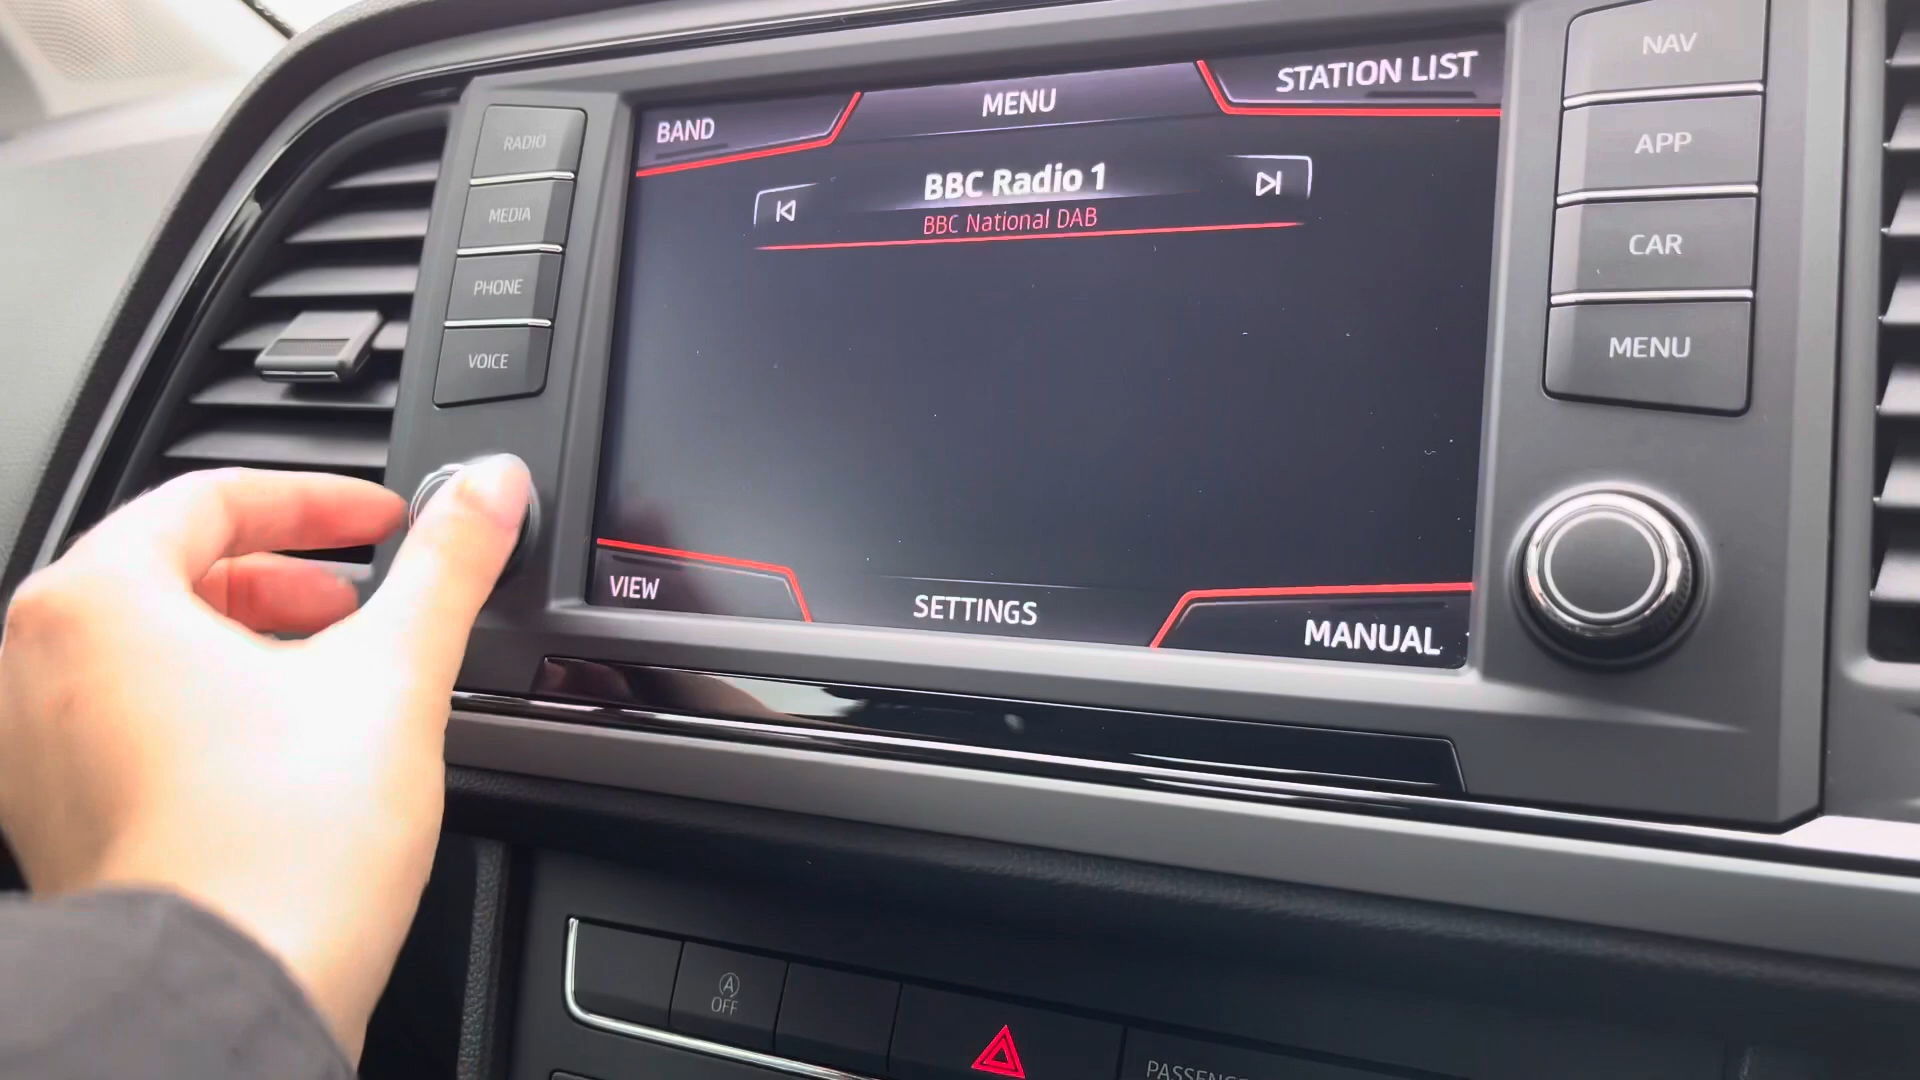 RADIO
MEDIA
PHONE
VOICE
BAND
MENU
STATION LIST
BBC Radio 1
BBC National DAB
VIEW
SETTINGS
MANUAL
NAV
APP
CAR
MENU
A
OFF